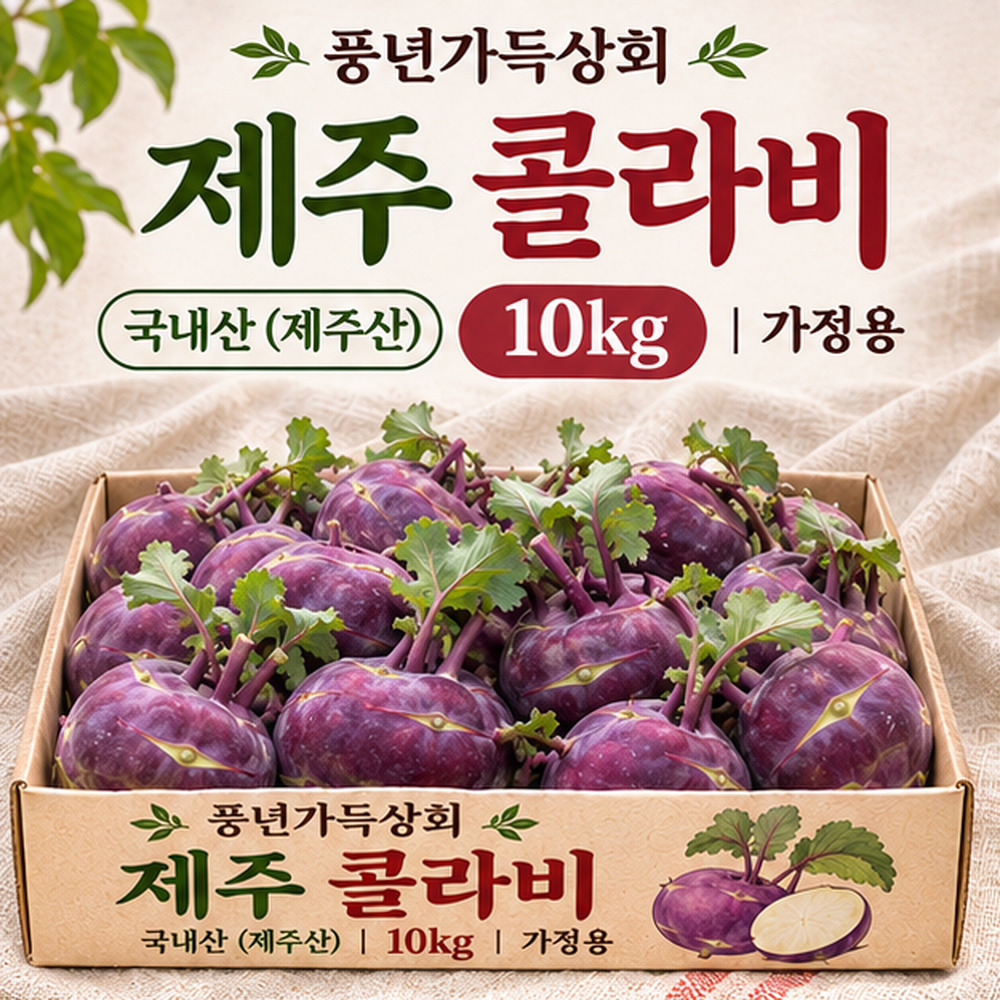 풍년가득상회
제주 콜라비
국내산 (제주산) 10kg | 가정용
풍년가득상회
제주 콜라비
국내산 (제주산) | 10kg | 가정용